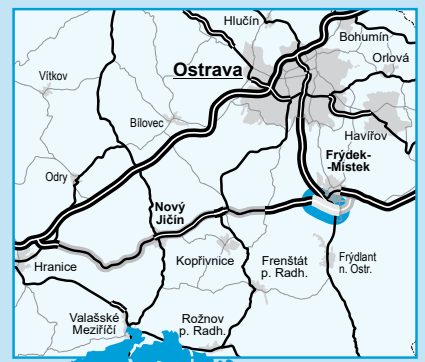 Hlučín
Bohumín
Orlová
Ostrava
Vítkov
Bílovec
Havířov
Frýdek-
-Místek
Odry
Nový
Jičín
Hranice
Kopřivnice
Frenštát
p. Radh.
Frýdlant
n. Ostr.
Valašské
Meziříčí
Rožnov
p. Radh.